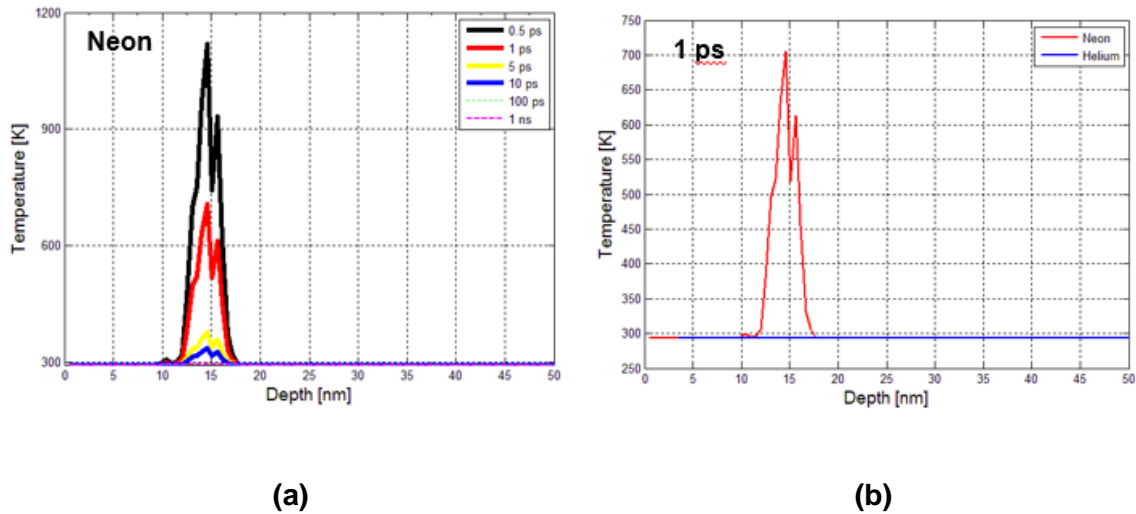 Neon
1200
900
600
300
Temperature [K]
0 5 10 15 20 25 30 35 40 45 50
Depth [nm]
0.5 ps
1 ps
5 ps
10 ps
100 ps
1 ns
(a)
1 ps
750
700
650
600
550
500
450
400
350
300
250
Temperature [K]
0 5 10 15 20 25 30 35 40 45 50
Depth [nm]
Neon
Helium
(b)